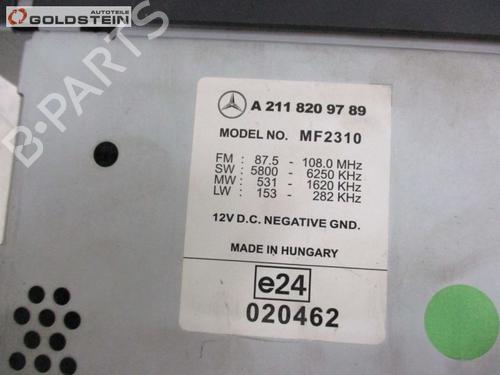 AUTOTEILE
GOLDSTEIN
B-PARTS
A 211 820 97 89
MODEL NO. MF2310
FM : 87.5 - 108.0 MHz
SW : 5800 - 6250 KHz
MW : 531 - 1620 KHz
LW : 153 - 282 KHz
12V D.C. NEGATIVE GND.
MADE IN HUNGARY
e24
020462